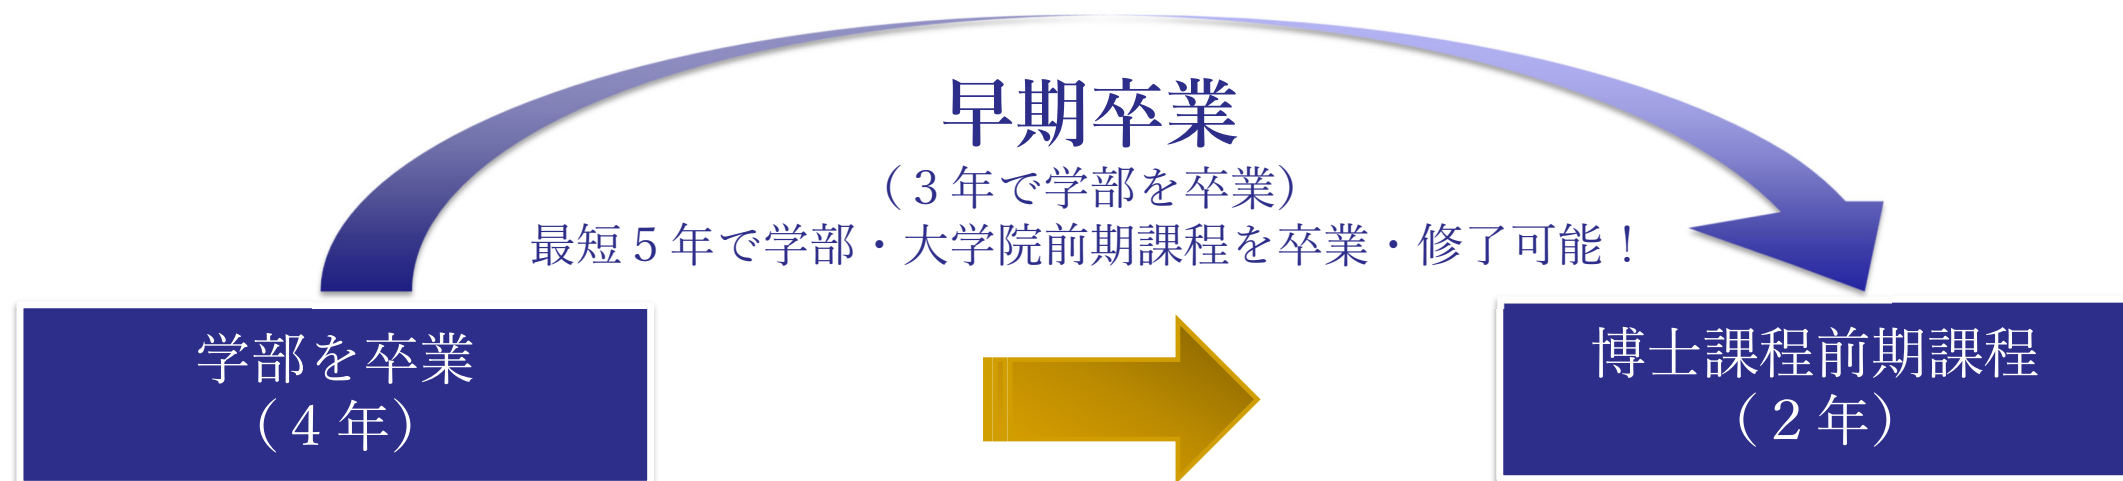 早期卒業
（３年で学部を卒業）
最短５年で学部・大学院前期課程を卒業・修了可能！
学部を卒業
（４年）
博士課程前期課程
（２年）